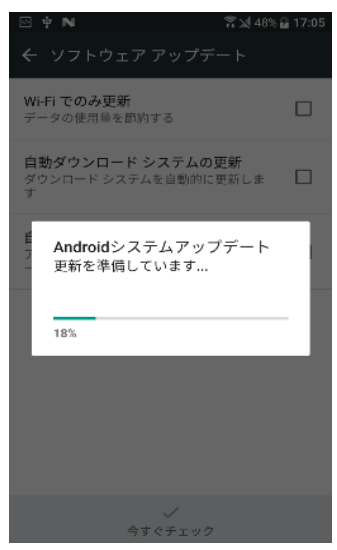 48% 17:05
ソフトウェア アップデート
Wi-Fi でのみ更新
データの使用量を節約する
自動ダウンロード システムの更新
ダウンロード システムを自動的に更新しま
す
Androidシステムアップデート
更新を準備しています...
18%
今すぐチェック